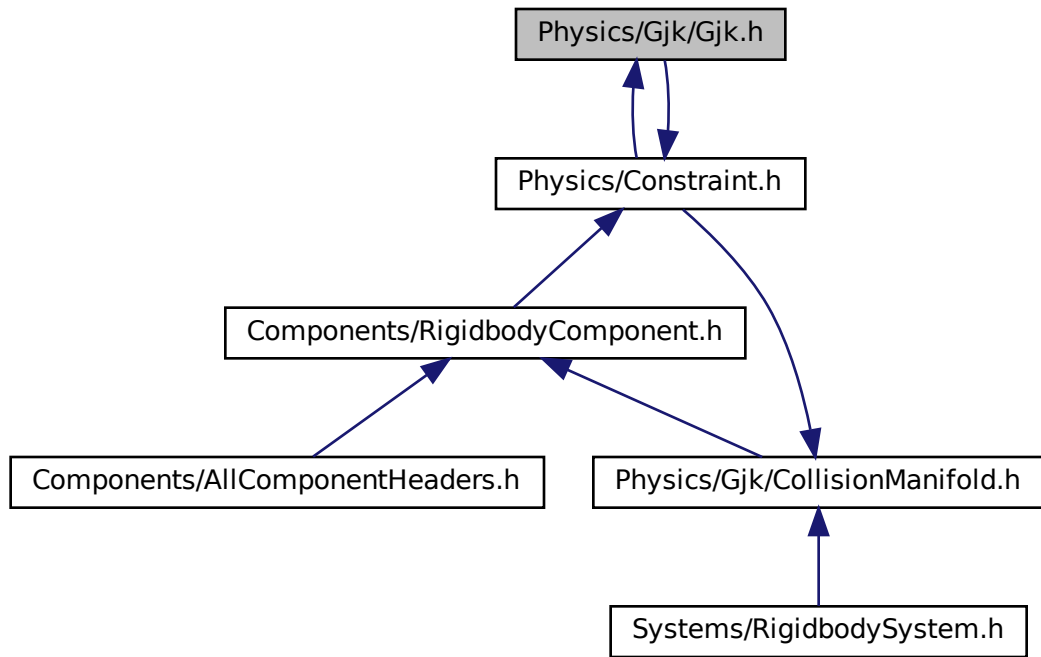 Physics/Gjk/Gjk.h
Physics/Constraint.h
Components/RigidbodyComponent.h
Components/AllComponentHeaders.h
Physics/Gjk/CollisionManifold.h
Systems/RigidbodySystem.h